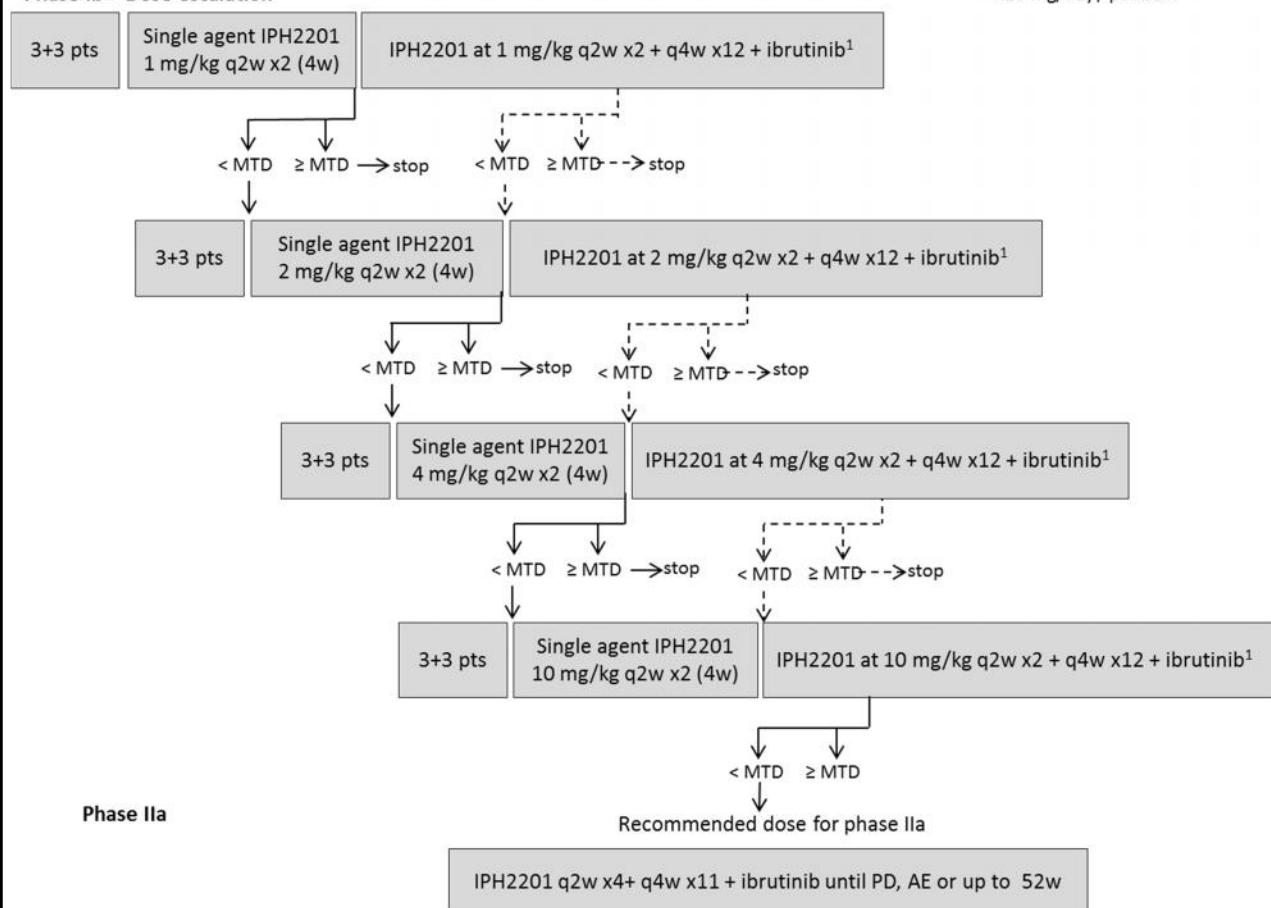 3+3 pts
Single agent IPH2201
1 mg/kg q2w x2 (4w)
IPH2201 at 1 mg/kg q2w x2 + q4w x12 + ibrutinib¹
< MTD ≥ MTD stop
< MTD ≥ MTD stop
3+3 pts
Single agent IPH2201
2 mg/kg q2w x2 (4w)
IPH2201 at 2 mg/kg q2w x2 + q4w x12 + ibrutinib¹
< MTD ≥ MTD stop
< MTD ≥ MTD stop
3+3 pts
Single agent IPH2201
4 mg/kg q2w x2 (4w)
IPH2201 at 4 mg/kg q2w x2 + q4w x12 + ibrutinib¹
< MTD ≥ MTD stop
< MTD ≥ MTD stop
3+3 pts
Single agent IPH2201
10 mg/kg q2w x2 (4w)
IPH2201 at 10 mg/kg q2w x2 + q4w x12 + ibrutinib¹
< MTD ≥ MTD
Phase IIa
Recommended dose for phase IIa
IPH2201 q2w x4+ q4w x11 + ibrutinib until PD, AE or up to 52w